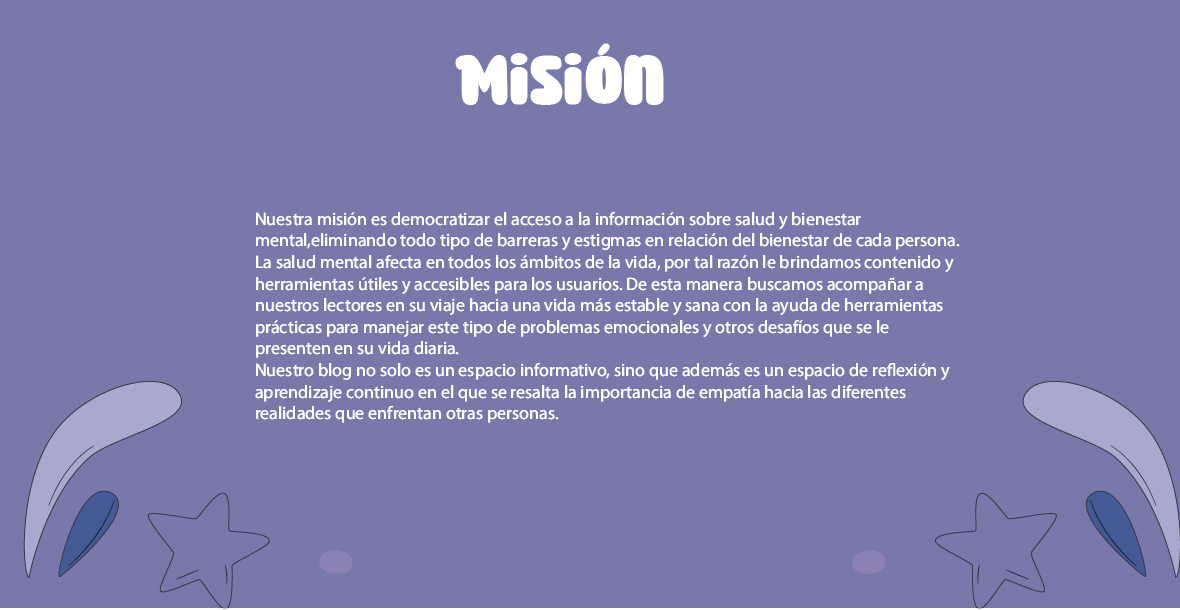 Misión
Nuestra misión es democratizar el acceso a la información sobre salud y bienestar
mental,eliminando todo tipo de barreras y estigmas en relación del bienestar de cada persona.
La salud mental afecta en todos los ámbitos de la vida, por tal razón le brindamos contenido y
herramientas útiles y accesibles para los usuarios. De esta manera buscamos acompañar a
nuestros lectores en su viaje hacia una vida más estable y sana con la ayuda de herramientas
prácticas para manejar este tipo de problemas emocionales y otros desafíos que se le
presenten en su vida diaria.
Nuestro blog no solo es un espacio informativo, sino que además es un espacio de reflexión y
aprendizaje continuo en el que se resalta la importancia de empatía hacia las diferentes
realidades que enfrentan otras personas.